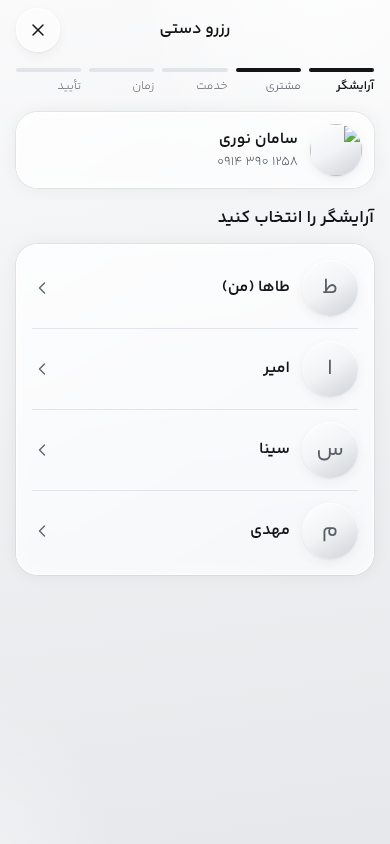 رزرو دستی
آرایشگر
مشتری
خدمت
زمان
تأیید
سامان نوری
۰۹۱۴ ۳۹۰ ۱۲۵۸
آرایشگر را انتخاب کنید
ط
طاها (من)
ا
امیر
س
سینا
م
مهدی